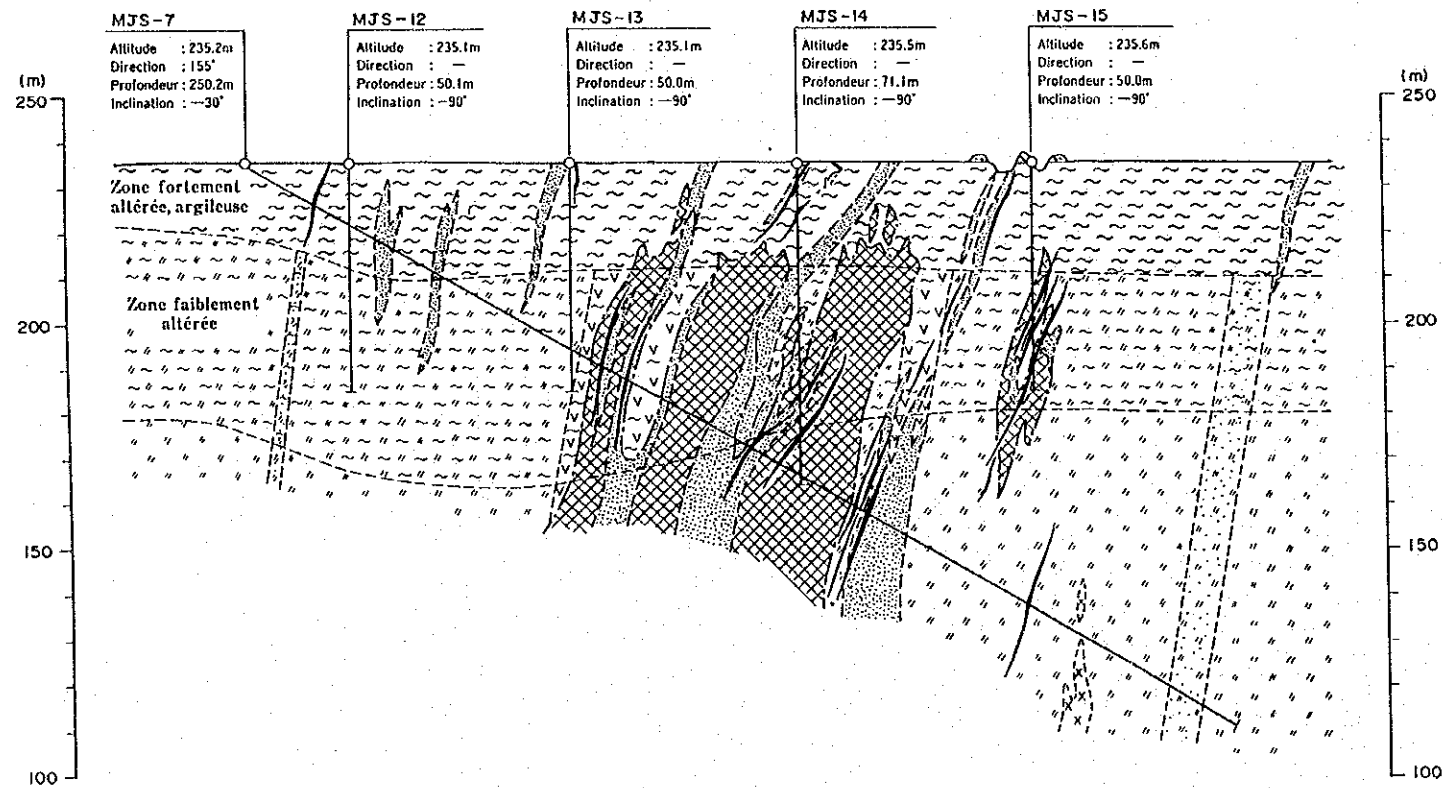 MJS-7
Altitude : 235.2m
Direction : 155°
Profondeur : 250.2m
Inclination : -30°
MJS-12
Altitude : 235.1m
Direction : —
Profondeur : 50.1m
Inclination : -90°
MJS-13
Altitude : 235.1m
Direction : —
Profondeur : 50.0m
Inclination : -90°
MJS-14
Altitude : 235.5m
Direction : —
Profondeur : 71.1m
Inclination : -90°
MJS-15
Altitude : 235.6m
Direction : —
Profondeur : 50.0m
Inclination : -90°
(m)
250
200
150
100
Zone fortement
altérée, argileuse
Zone faiblement
altérée
(m)
250
200
150
100